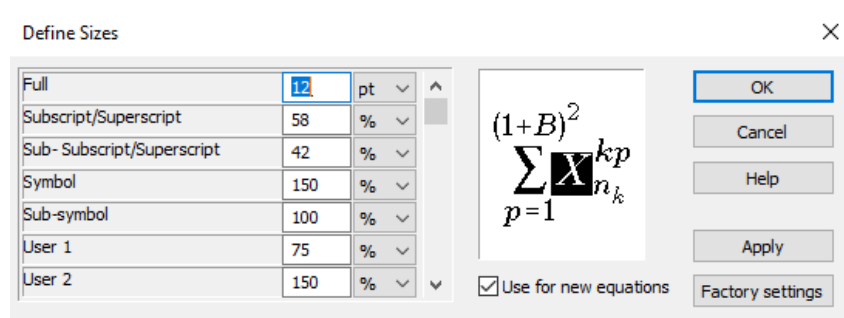 Define Sizes
Full 12 pt
Subscript/Superscript 58 %
Sub- Subscript/Superscript 42 %
Symbol 150 %
Sub-symbol 100 %
User 1 75 %
User 2 150 %
(1+B)²
∑ X kp
n k
p=1
Use for new equations
OK
Cancel
Help
Apply
Factory settings